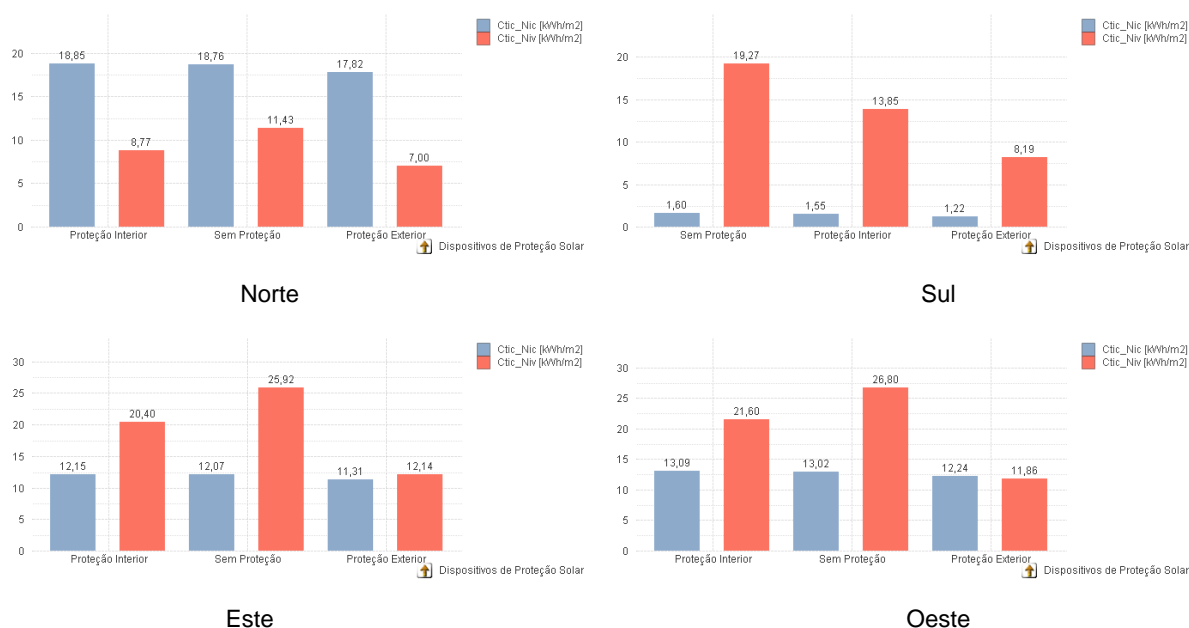 Ctic_Nic [kWh/m2]
Ctic_Niv [kWh/m2]
20
15
10
5
0
18,85
8,77
18,76
11,43
17,82
7,00
Proteção Interior
Sem Proteção
Proteção Exterior
Dispositivos de Proteção Solar
Norte
Ctic_Nic [kWh/m2]
Ctic_Niv [kWh/m2]
20
15
10
5
0
1,60
19,27
1,55
13,85
1,22
8,19
Sem Proteção
Proteção Interior
Proteção Exterior
Dispositivos de Proteção Solar
Sul
Ctic_Nic [kWh/m2]
Ctic_Niv [kWh/m2]
30
25
20
15
10
5
0
12,15
20,40
12,07
25,92
11,31
12,14
Proteção Interior
Sem Proteção
Proteção Exterior
Dispositivos de Proteção Solar
Este
Ctic_Nic [kWh/m2]
Ctic_Niv [kWh/m2]
30
25
20
15
10
5
0
13,09
21,60
13,02
26,80
12,24
11,86
Proteção Interior
Sem Proteção
Proteção Exterior
Dispositivos de Proteção Solar
Oeste